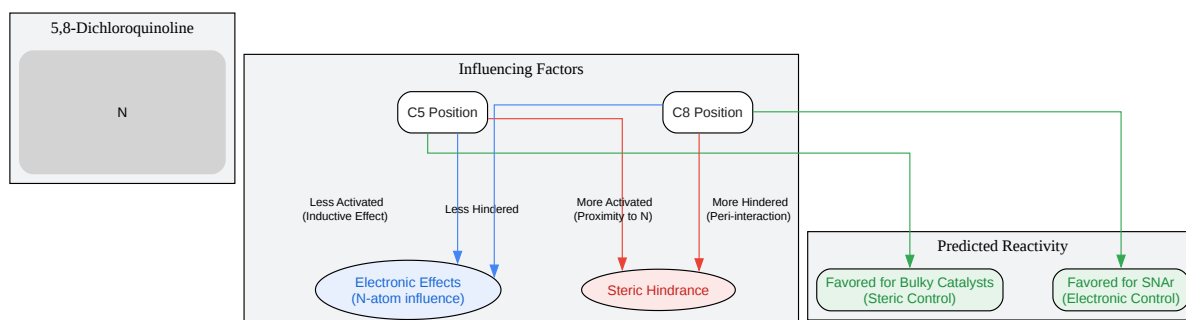 5,8-Dichloroquinoline
N
Influencing Factors
C5 Position
C8 Position
Less Activated
(Inductive Effect)
Less Hindered
More Activated
(Proximity to N)
More Hindered
(Peri-interaction)
Electronic Effects
(N-atom influence)
Steric Hindrance
Predicted Reactivity
Favored for Bulky Catalysts
(Steric Control)
Favored for SNAr
(Electronic Control)